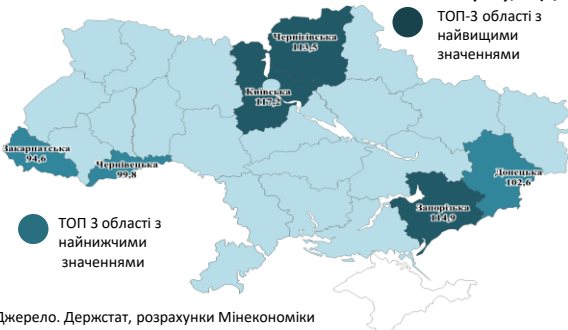 ТОП-3 області з
найвищими
значеннями
Чернігівська
113,5
Київська
117,2
Закарпатська
94,6
Чернівецька
99,8
Донецька
102,6
Запорізька
114,9
ТОП 3 області з
найнижчими
значеннями
Джерело. Держстат, розрахунки Мінекономіки